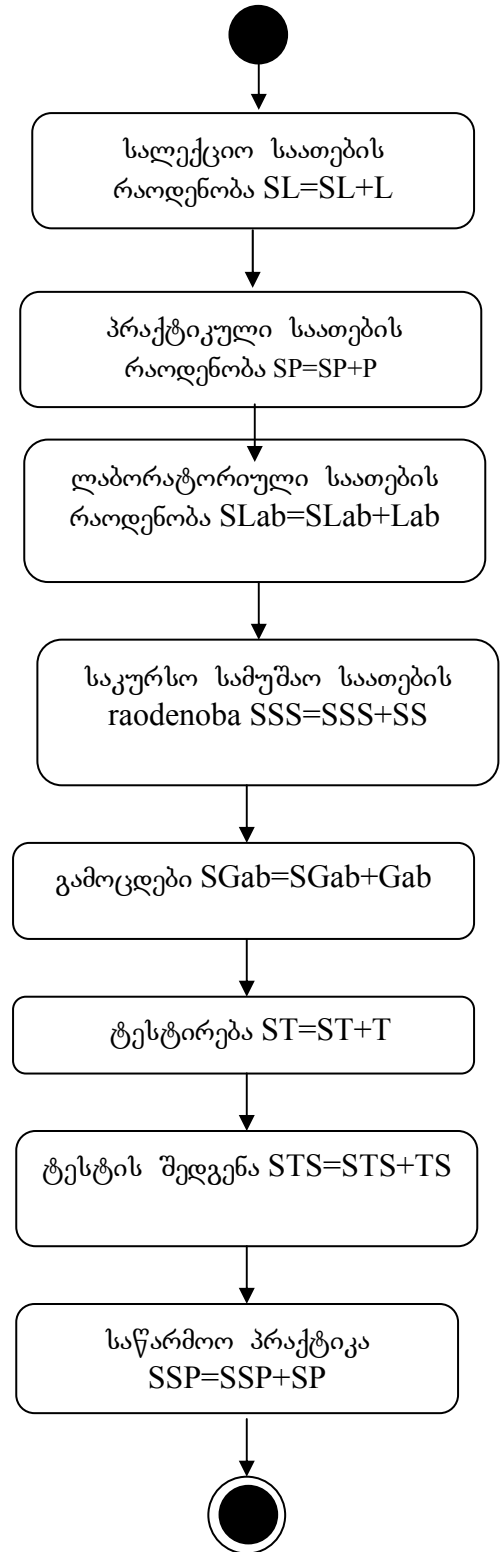 სალექციო საათების
რაოდენობა SL=SL+L
პრაქტიკული საათების
რაოდენობა SP=SP+P
ლაბორატორიული საათების
რაოდენობა SLab=SLab+Lab
საკურსო სამუშაო საათების
raodenoba SSS=SSS+SS
გამოცდები SGab=SGab+Gab
ტესტირება ST=ST+T
ტესტის შედგენა STS=STS+TS
საწარმოო პრაქტიკა
SSP=SSP+SP